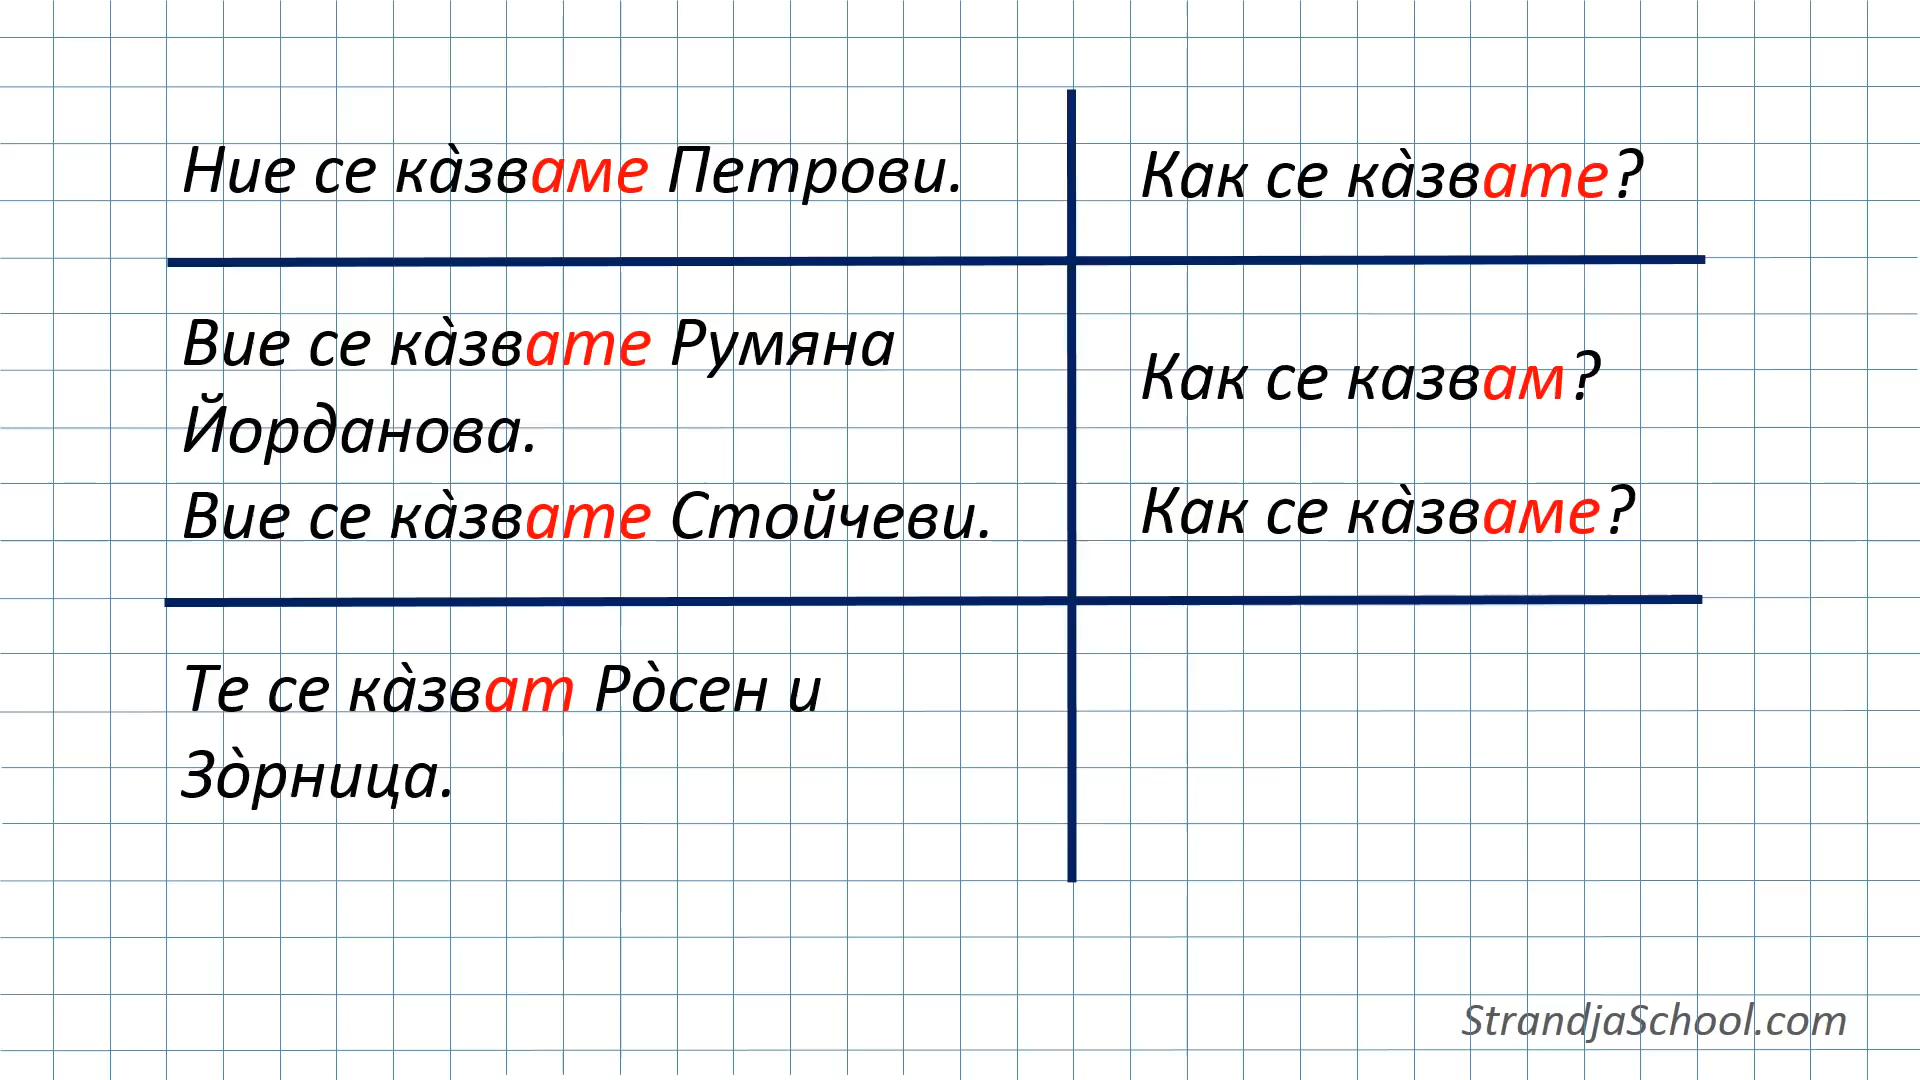 Ние се ка̀зваме Петрови.
Как се ка̀звате?
Вие се ка̀звате Румяна
Йорданова.
Вие се ка̀звате Стойчеви.
Как се казвам?
Как се ка̀зваме?
Те се ка̀зват Ро̀сен и
Зо̀рница.
StrandjaSchool.com